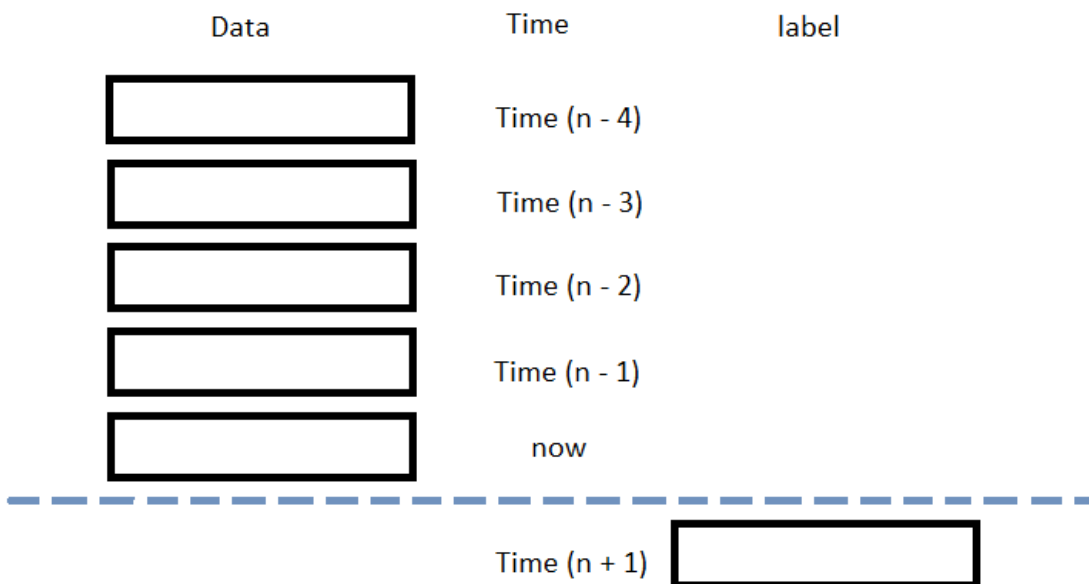 Data Time label
Time (n - 4)
Time (n - 3)
Time (n - 2)
Time (n - 1)
now
Time (n + 1)